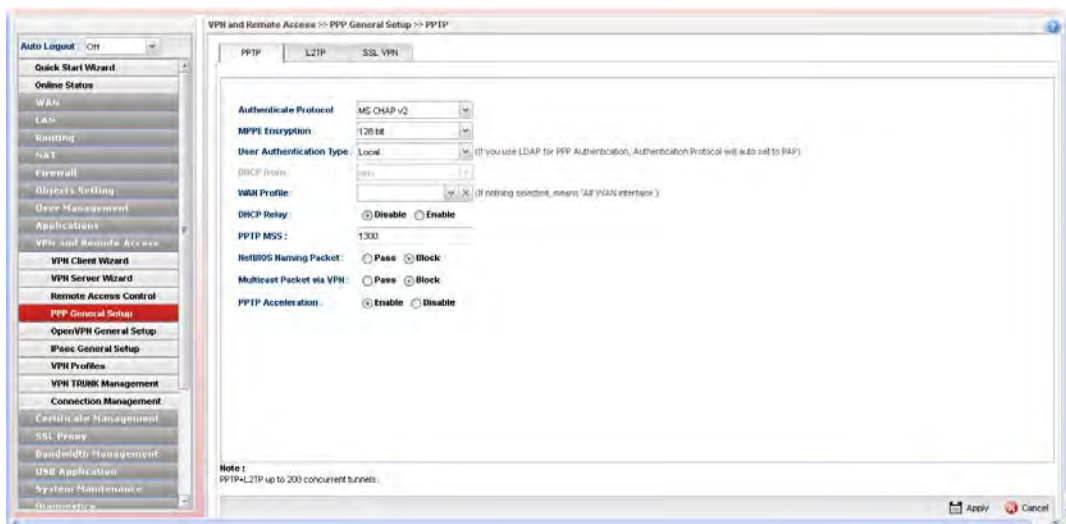 VPN and Remote Access >> PPP General Setup >> PPTP
Auto Logout : Off
Quick Start Wizard
Online Status
WAN
LAN
Routing
NAT
Firewall
Objects Setting
User Management
Applications
VPN and Remote Access
VPN Client Wizard
VPN Server Wizard
Remote Access Control
PPP General Setup
OpenVPN General Setup
IPsec General Setup
VPN Profiles
VPN TRUNK Management
Connection Management
Certificate Management
SSL Proxy
Bandwidth Management
USB Application
System Maintenance
Diagnostics
PPTP L2TP SSL VPN
Authenticate Protocol MS CHAP v2
MPPE Encryption 128 bit
User Authentication Type : Local (If you use LDAP for PPP Authentication, Authentication Protocol will auto set to PAP)
DHCP from
WAN Profile : (If nothing selected, means 'All WAN interface'.)
DHCP Relay : Disable Enable
PPTP MSS : 1300
NetBIOS Naming Packet : Pass Block
Multicast Packet via VPN : Pass Block
PPTP Acceleration : Enable Disable
Note :
PPTP+L2TP up to 200 concurrent tunnels.
Apply Cancel